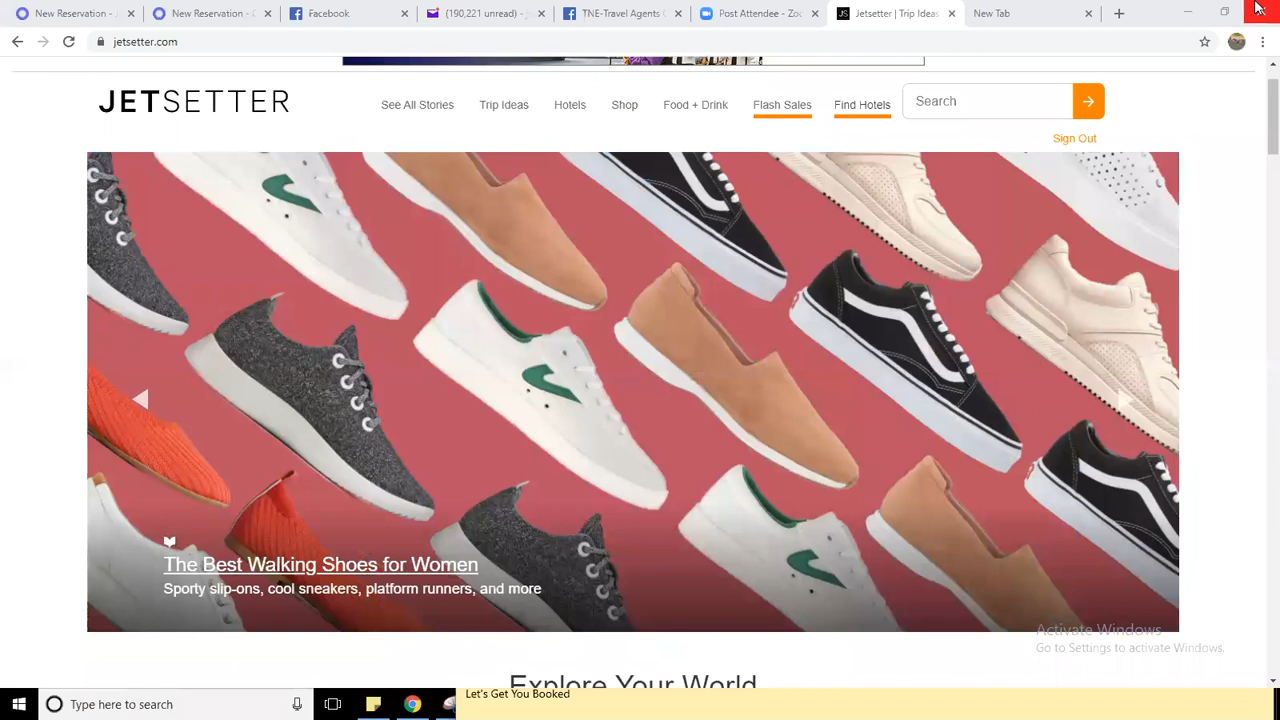 New Reservation - 
New Reservation - 
Facebook
(190,221 unread) - 
TNE-Travel Agents 
Post Attendee - Zoo
JS
Jetsetter | Trip Ideas
New Tab
jetsetter.com
JETSETTER
See All Stories
Trip Ideas
Hotels
Shop
Food + Drink
Flash Sales
Find Hotels
Search
Sign Out
The Best Walking Shoes for Women
Sporty slip-ons, cool sneakers, platform runners, and more
Activate Windows
Go to Settings to activate Windows.
Explore Your World
Let's Get You Booked
Type here to search